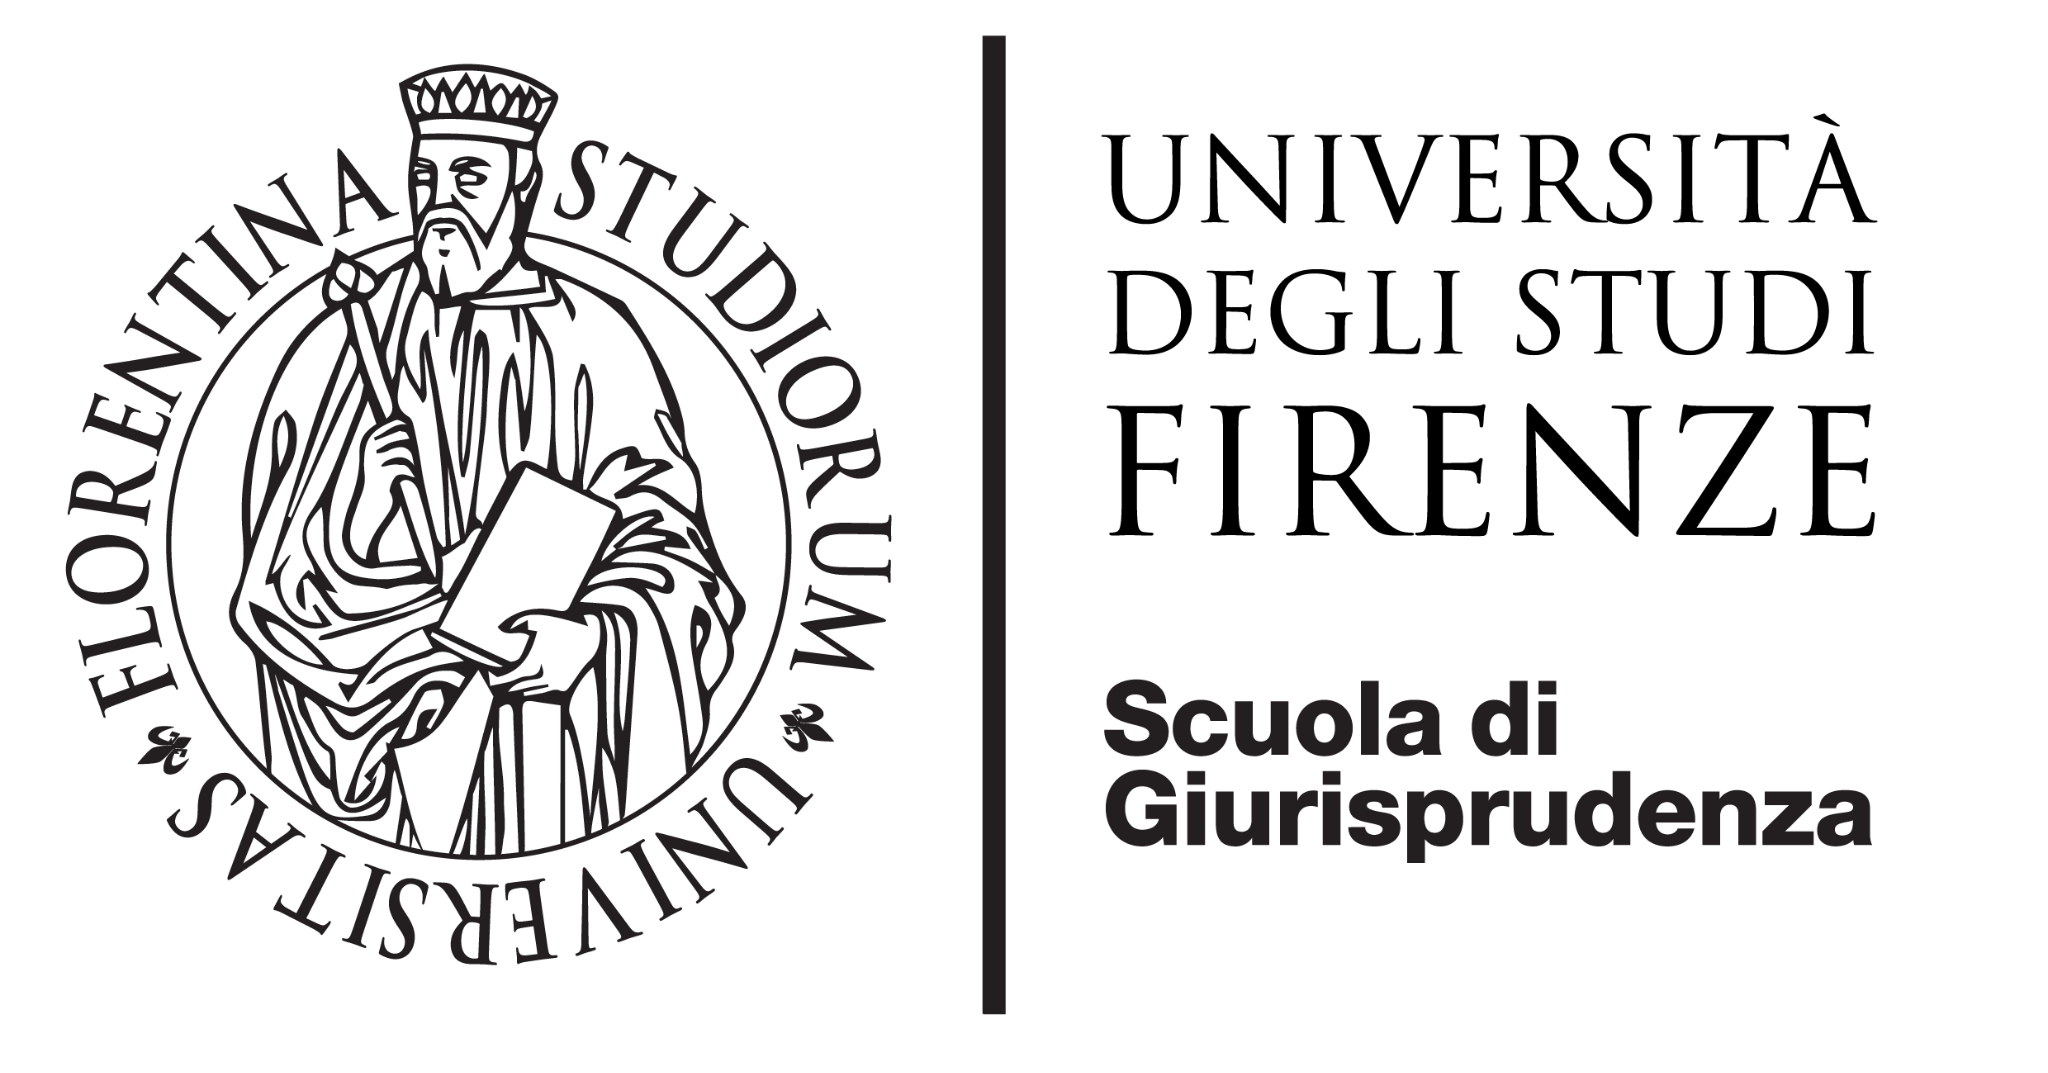 FLORENTINA STUDIORUM UNIVERSITAS
UNIVERSITÀ
DEGLI STUDI
FIRENZE
Scuola di
Giurisprudenza